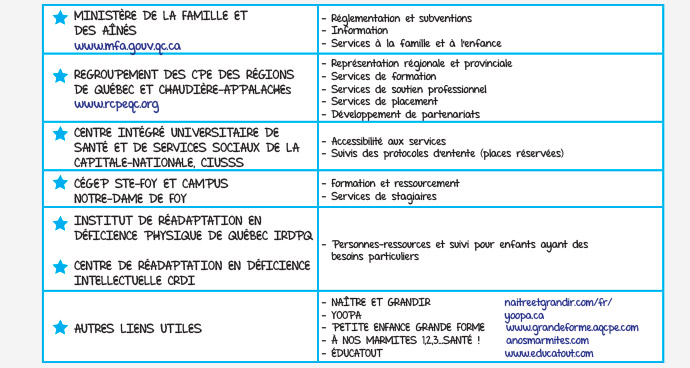 MINISTÈRE DE LA FAMILLE ET
DES AÎNÉS
www.mfa.gouv.qc.ca
- Réglementation et subventions
- Information
- Services à la famille et à l'enfance
REGROUPEMENT DES CPE DES RÉGIONS
DE QUÉBEC ET CHAUDIÈRE-APPALACHES
www.rcpeqc.org
- Représentation régionale et provinciale
- Services de formation
- Services de soutien professionnel
- Services de placement
- Développement de partenariats
CENTRE INTÉGRÉ UNIVERSITAIRE DE
SANTÉ ET DE SERVICES SOCIAUX DE LA
CAPITALE-NATIONALE, CIUSSS
- Accessibilité aux services
- Suivis des protocoles d'entente (places réservées)
CÉGEP STE-FOY ET CAMPUS
NOTRE-DAME DE FOY
- Formation et ressourcement
- Services de stagiaires
INSTITUT DE RÉADAPTATION EN
DÉFICIENCE PHYSIQUE DE QUÉBEC IRDPQ
CENTRE DE RÉADAPTATION EN DÉFICIENCE
INTELLECTUELLE CRDI
- Personnes-ressources et suivi pour enfants ayant des
besoins particuliers
AUTRES LIENS UTILES
- NAÎTRE ET GRANDIR naitreetgrandir.com/fr/
- YOOPA yoopa.ca
- PETITE ENFANCE GRANDE FORME www.grandeforme.aqcpe.com
- À NOS MARMITES 1,2,3...SANTÉ ! anosmarmites.com
- ÉDUCATOUT www.educatout.com